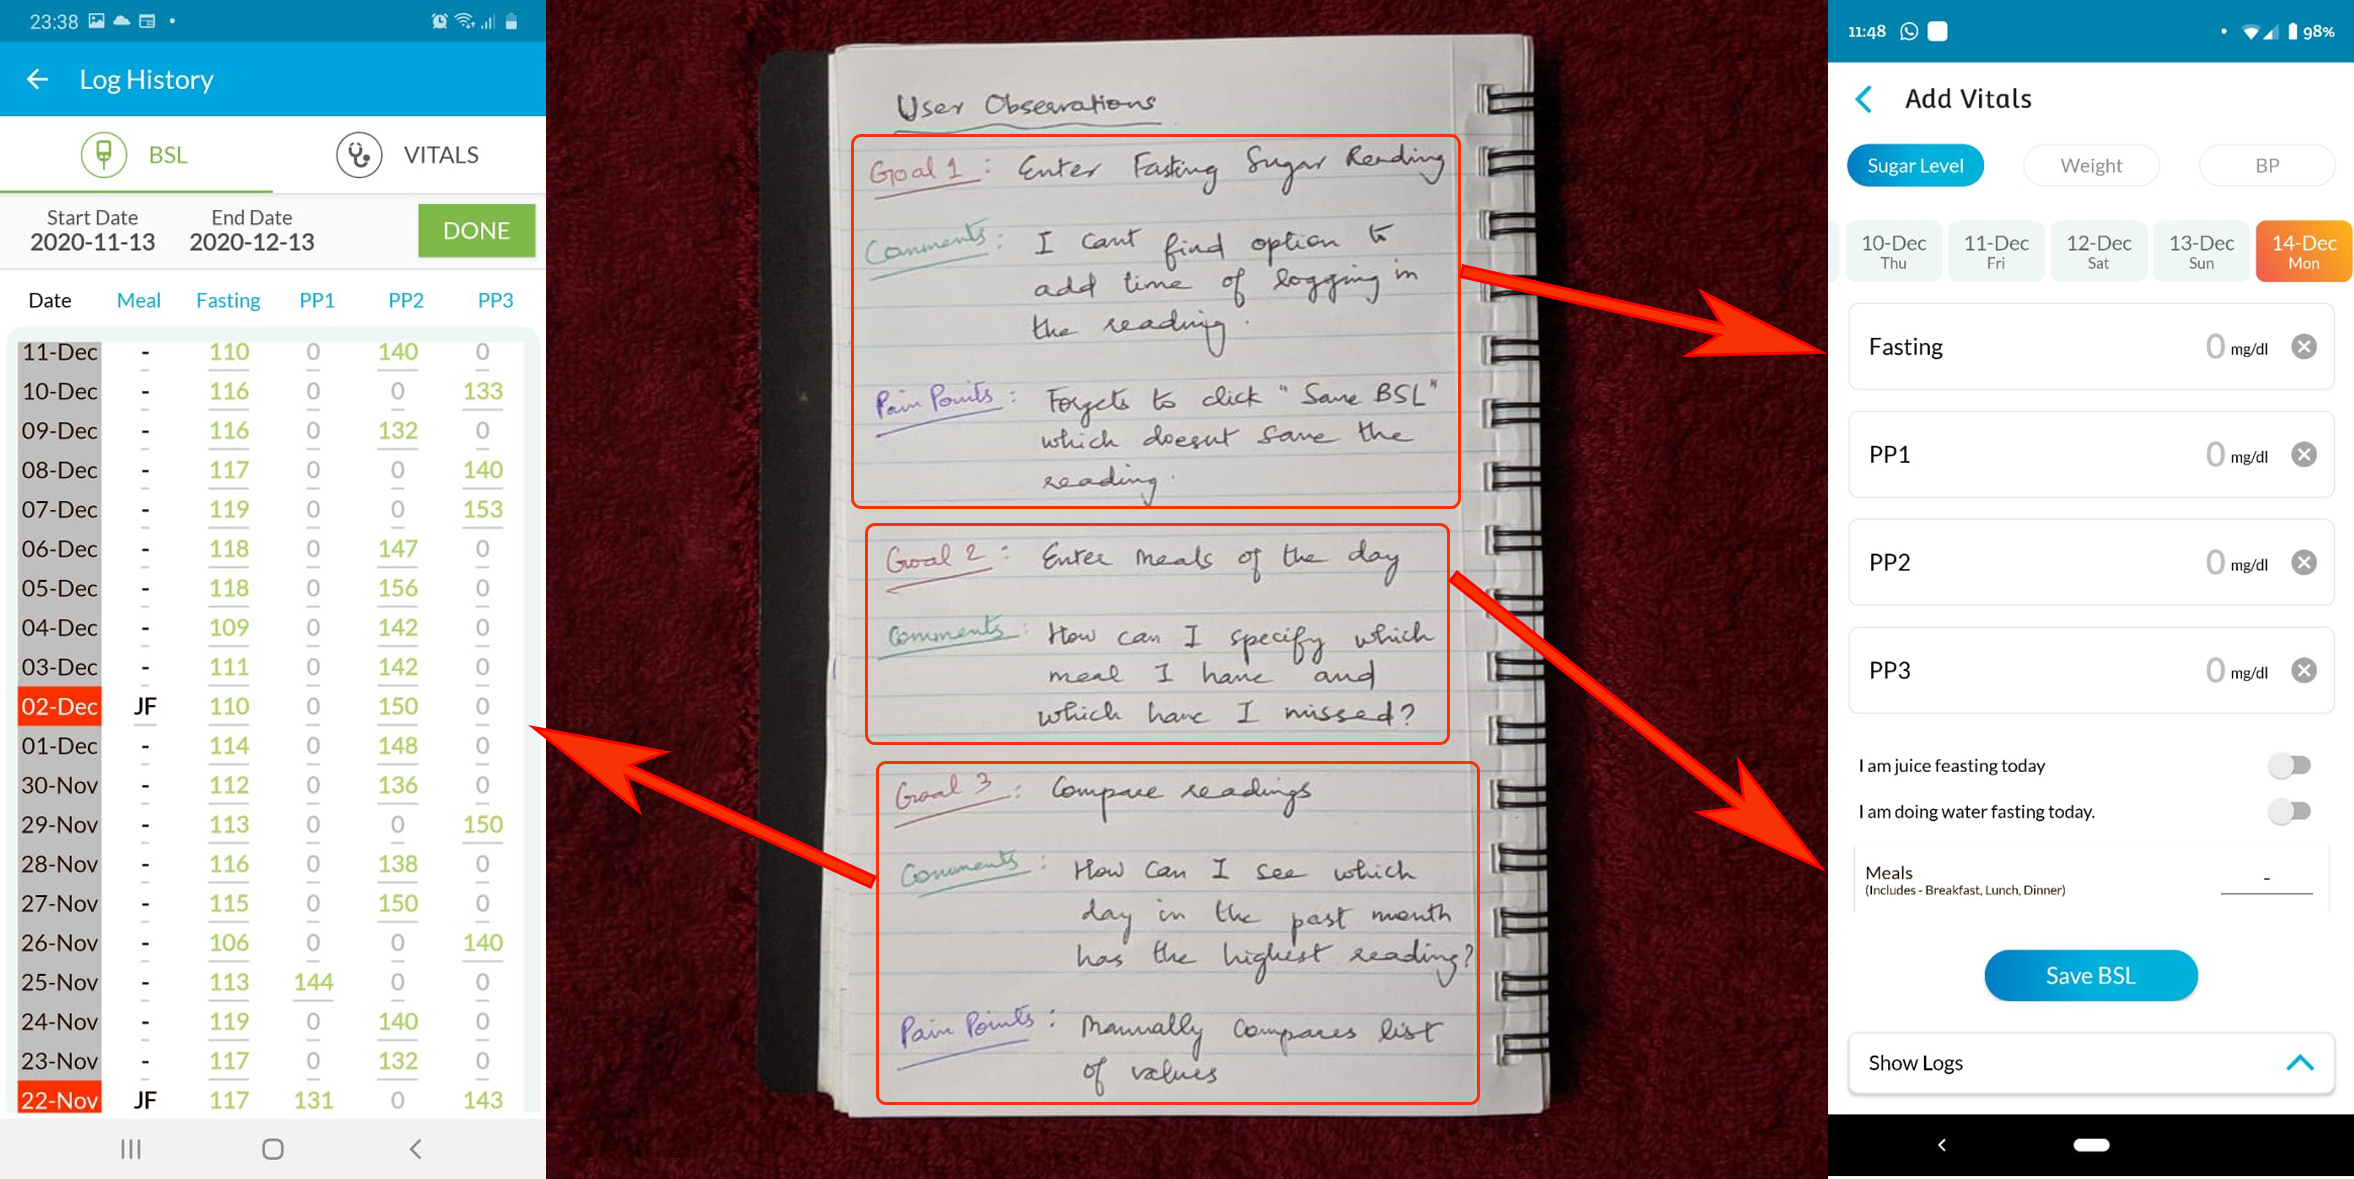 23:38
Log History
BSL
VITALS
Start Date
End Date
2020-11-13
2020-12-13
DONE
Date Meal Fasting PP1 PP2 PP3
11-Dec - 110 0 140 0
10-Dec - 116 0 0 133
09-Dec - 116 0 132 0
08-Dec - 117 0 0 140
07-Dec - 119 0 0 153
06-Dec - 118 0 147 0
05-Dec - 118 0 156 0
04-Dec - 109 0 142 0
03-Dec - 111 0 142 0
02-Dec JF 110 0 150 0
01-Dec - 114 0 148 0
30-Nov - 112 0 136 0
29-Nov - 113 0 0 150
28-Nov - 116 0 138 0
27-Nov - 115 0 150 0
26-Nov - 106 0 0 140
25-Nov - 113 144 0 0
24-Nov - 119 0 140 0
23-Nov - 117 0 132 0
22-Nov JF 117 131 0 143
User Observations
Goal 1 : Enter Fasting Sugar Reading
Comments : I cant find option to
add time of logging in
the reading.
Pain Points : Forgets to click "Save BSL"
which doesnt save the
reading.
Goal 2 : Enter meals of the day
Comments : How can I specify which
meal I have and
which have I missed?
Goal 3 : Compare readings
Comments : How can I see which
day in the past month
has the highest reading?
Pain Points : Manually compares list
of values
11:48
98%
Add Vitals
Sugar Level
Weight
BP
10-Dec 11-Dec 12-Dec 13-Dec 14-Dec
Thu Fri Sat Sun Mon
Fasting 0 mg/dl
PP1 0 mg/dl
PP2 0 mg/dl
PP3 0 mg/dl
I am juice feasting today
I am doing water fasting today.
Meals -
(Includes - Breakfast, Lunch, Dinner)
Save BSL
Show Logs